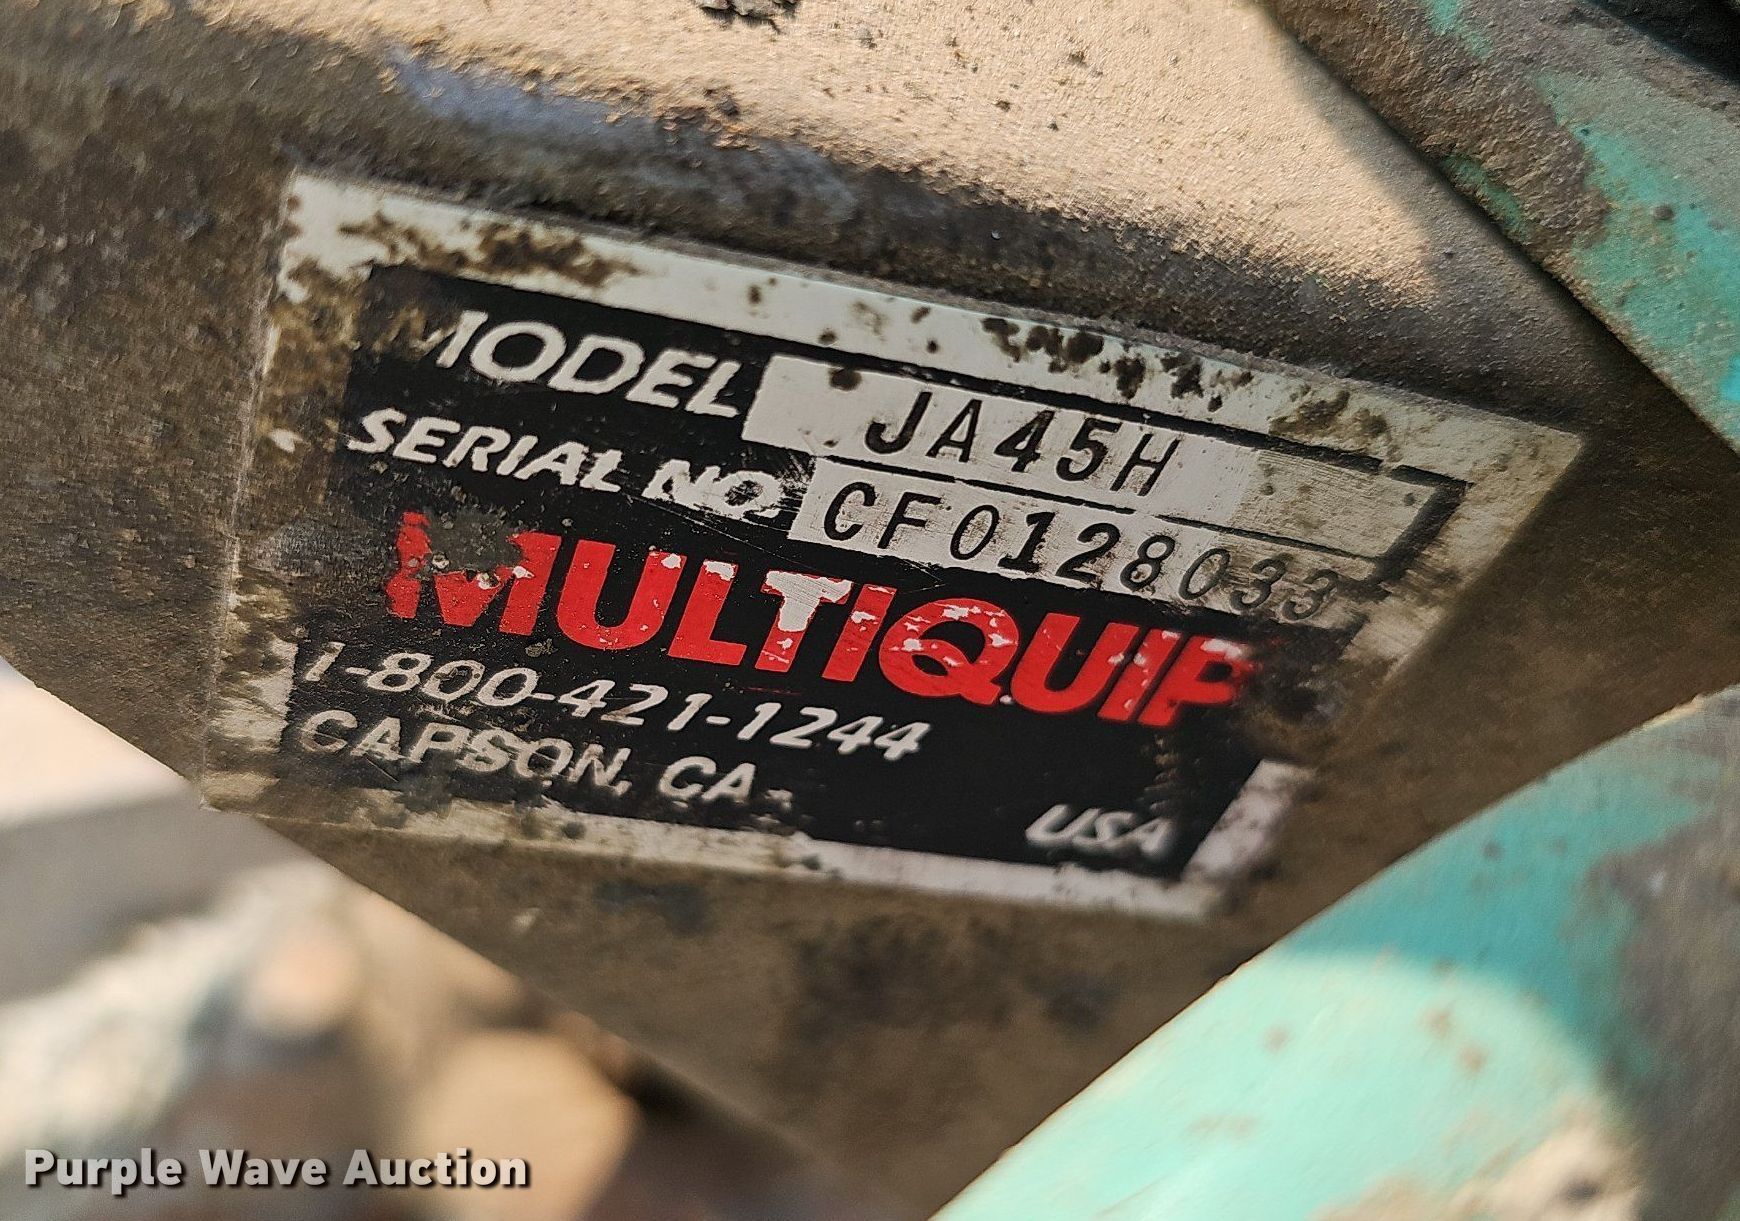 MODEL JA45H
SERIAL NO. CF0128033
MULTIQUIP
1-800-421-1244
CARSON, CA.
USA
Purple Wave Auction